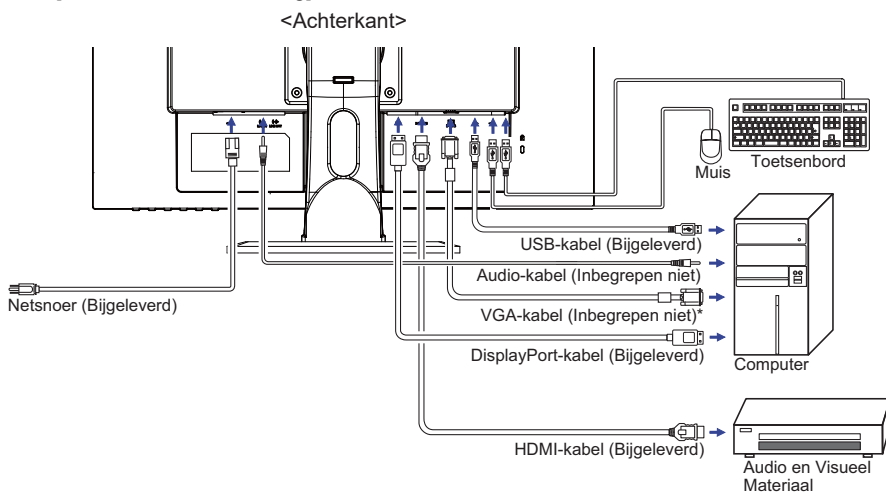 <Achterkant>
Muis
Toetsenbord
USB-kabel (Bijgeleverd)
Audio-kabel (Inbegrepen niet)
Netsnoer (Bijgeleverd)
VGA-kabel (Inbegrepen niet)*
DisplayPort-kabel (Bijgeleverd)
Computer
HDMI-kabel (Bijgeleverd)
Audio en Visueel
Materiaal